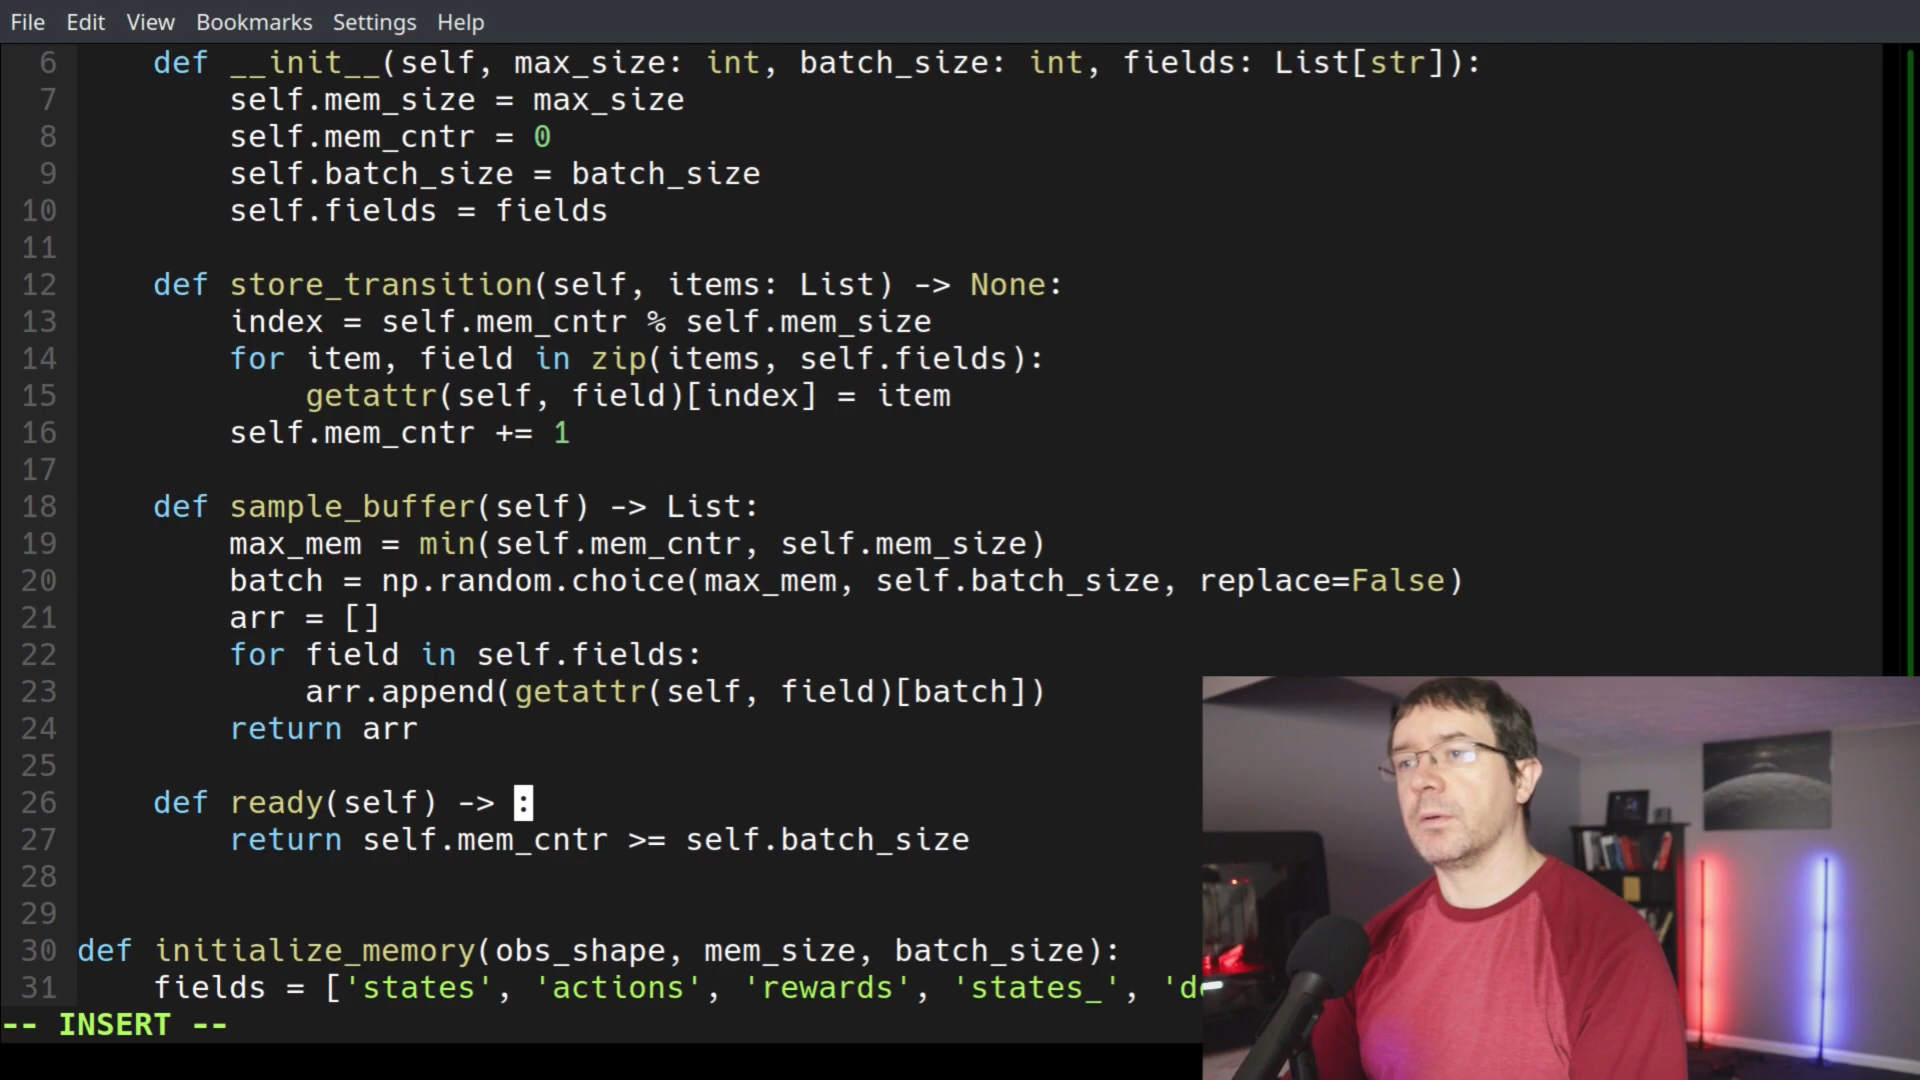 File Edit View Bookmarks Settings Help
6 def __init__(self, max_size: int, batch_size: int, fields: List[str]):
7 self.mem_size = max_size
8 self.mem_cntr = 0
9 self.batch_size = batch_size
10 self.fields = fields
11
12 def store_transition(self, items: List) -> None:
13 index = self.mem_cntr % self.mem_size
14 for item, field in zip(items, self.fields):
15 getattr(self, field)[index] = item
16 self.mem_cntr += 1
17
18 def sample_buffer(self) -> List:
19 max_mem = min(self.mem_cntr, self.mem_size)
20 batch = np.random.choice(max_mem, self.batch_size, replace=False)
21 arr = []
22 for field in self.fields:
23 arr.append(getattr(self, field)[batch])
24 return arr
25
26 def ready(self) -> :
27 return self.mem_cntr >= self.batch_size
28
29
30 def initialize_memory(obs_shape, mem_size, batch_size):
31 fields = ['states', 'actions', 'rewards', 'states_',
-- INSERT --